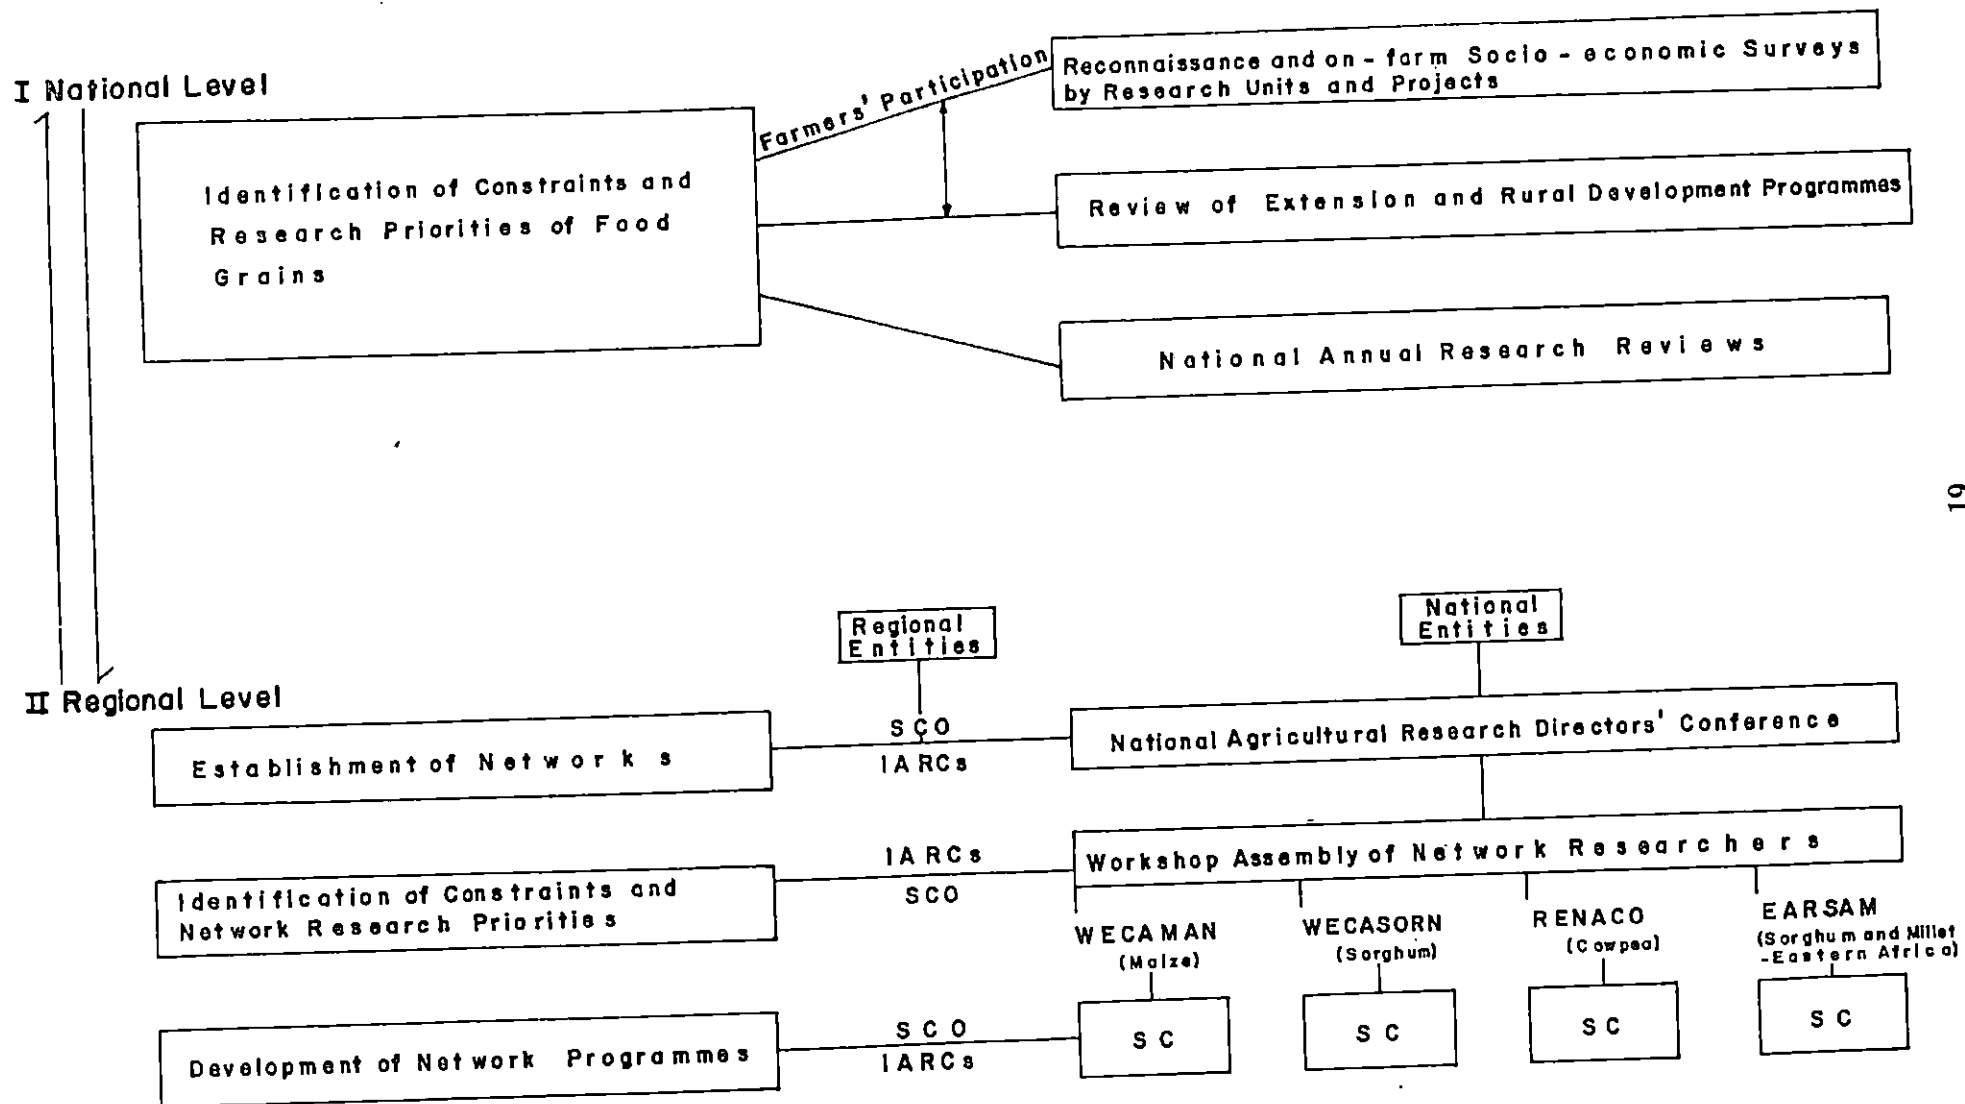 I National Level
Farmers' Participation
Reconnaissance and on-farm Socio-economic Surveys
by Research Units and Projects
Identification of Constraints and
Research Priorities of Food
Grains
Review of Extension and Rural Development Programmes
National Annual Research Reviews
19
Regional
Entities
National
Entities
II Regional Level
Establishment of Networks
SCO
IARCs
National Agricultural Research Directors' Conference
Identification of Constraints and
Network Research Priorities
IARCs
SCO
Workshop Assembly of Network Researchers
WECAMAN
(Maize)
WECASORN
(Sorghum)
RENACO
(Cowpea)
EARSAM
(Sorghum and Millet
-Eastern Africa)
Development of Network Programmes
SCO
IARCs
SC
SC
SC
SC